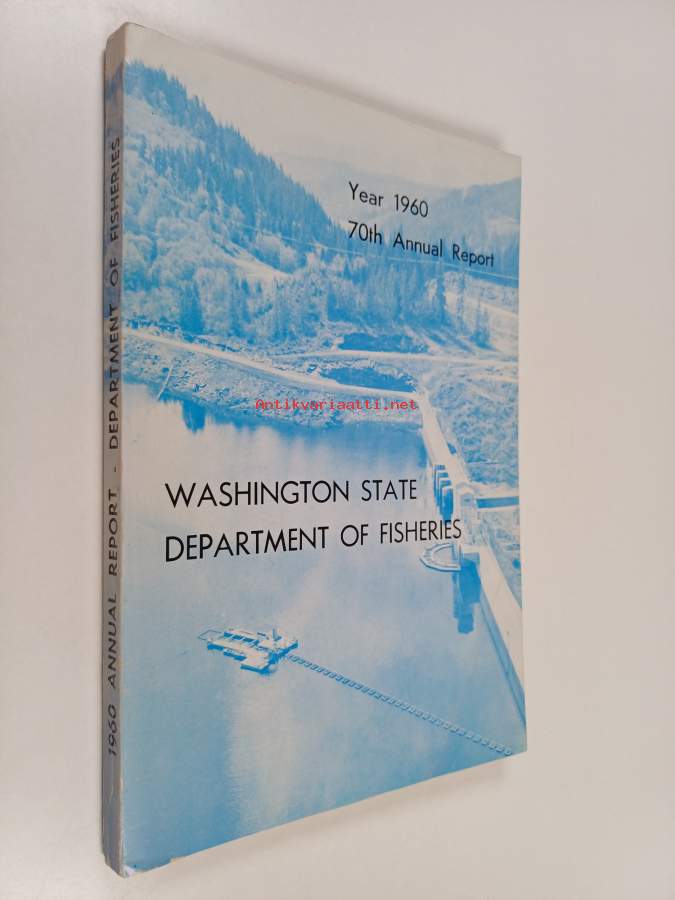 1960 ANNUAL REPORT - DEPARTMENT OF FISHERIES
Year 1960
70th Annual Report
Antikvariaatti.net
WASHINGTON STATE
DEPARTMENT OF FISHERIES